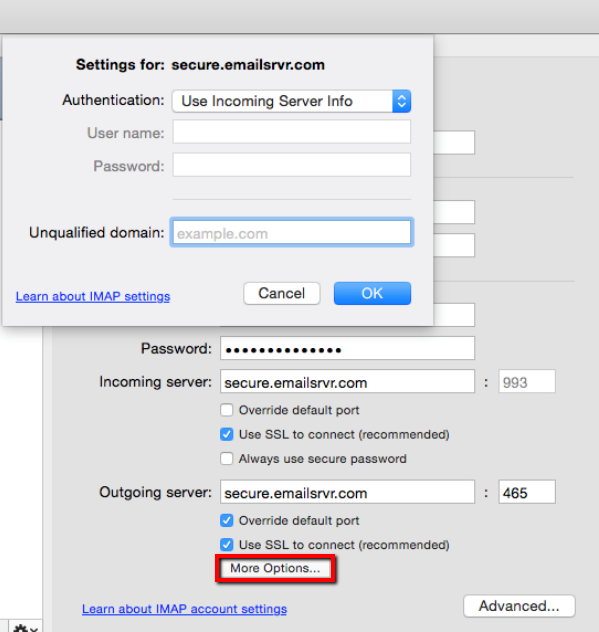 Settings for: secure.emailsrvr.com
Authentication: Use Incoming Server Info
User name:
Password:
Unqualified domain: example.com
Learn about IMAP settings Cancel OK
Password: ••••••••••••••
Incoming server: secure.emailsrvr.com : 993
Override default port
Use SSL to connect (recommended)
Always use secure password
Outgoing server: secure.emailsrvr.com : 465
Override default port
Use SSL to connect (recommended)
More Options...
Learn about IMAP account settings Advanced...